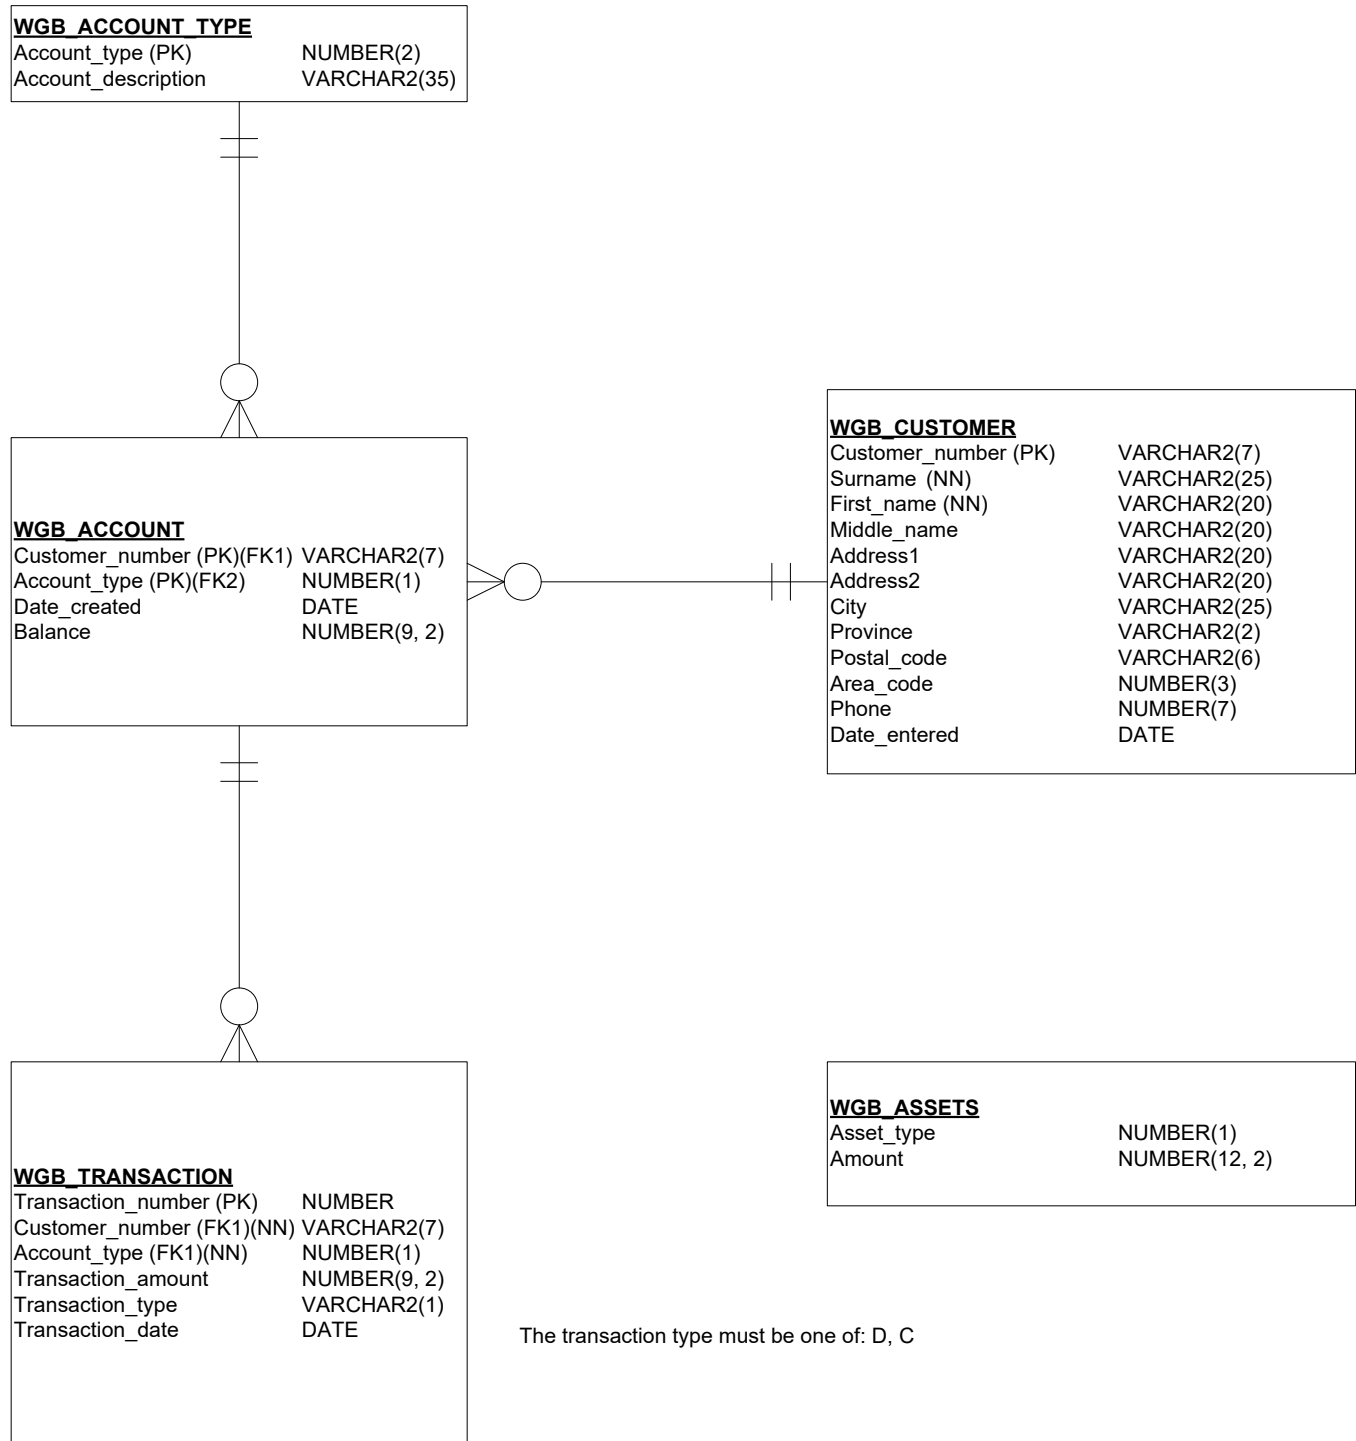 WGB_ACCOUNT_TYPE
Account_type (PK) NUMBER(2)
Account_description VARCHAR2(35)
WGB_ACCOUNT
Customer_number (PK)(FK1) VARCHAR2(7)
Account_type (PK)(FK2) NUMBER(1)
Date_created DATE
Balance NUMBER(9, 2)
WGB_CUSTOMER
Customer_number (PK) VARCHAR2(7)
Surname (NN) VARCHAR2(25)
First_name (NN) VARCHAR2(20)
Middle_name VARCHAR2(20)
Address1 VARCHAR2(20)
Address2 VARCHAR2(20)
City VARCHAR2(25)
Province VARCHAR2(2)
Postal_code VARCHAR2(6)
Area_code NUMBER(3)
Phone NUMBER(7)
Date_entered DATE
WGB_TRANSACTION
Transaction_number (PK) NUMBER
Customer_number (FK1)(NN) VARCHAR2(7)
Account_type (FK1)(NN) NUMBER(1)
Transaction_amount NUMBER(9, 2)
Transaction_type VARCHAR2(1)
Transaction_date DATE
WGB_ASSETS
Asset_type NUMBER(1)
Amount NUMBER(12, 2)
The transaction type must be one of: D, C